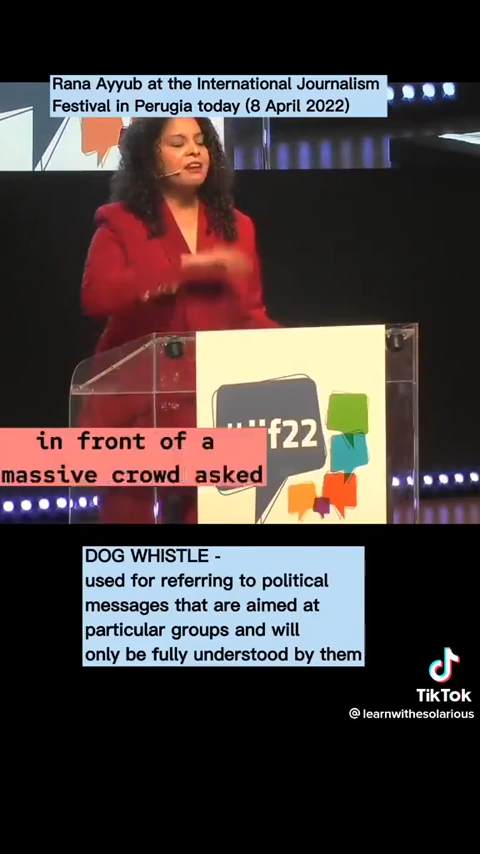 Rana Ayyub at the International Journalism
Festival in Perugia today (8 April 2022)
f22
in front of a
massive crowd asked
DOG WHISTLE -
used for referring to political
messages that are aimed at
particular groups and will
only be fully understood by them
TikTok
@learnwithesolarious